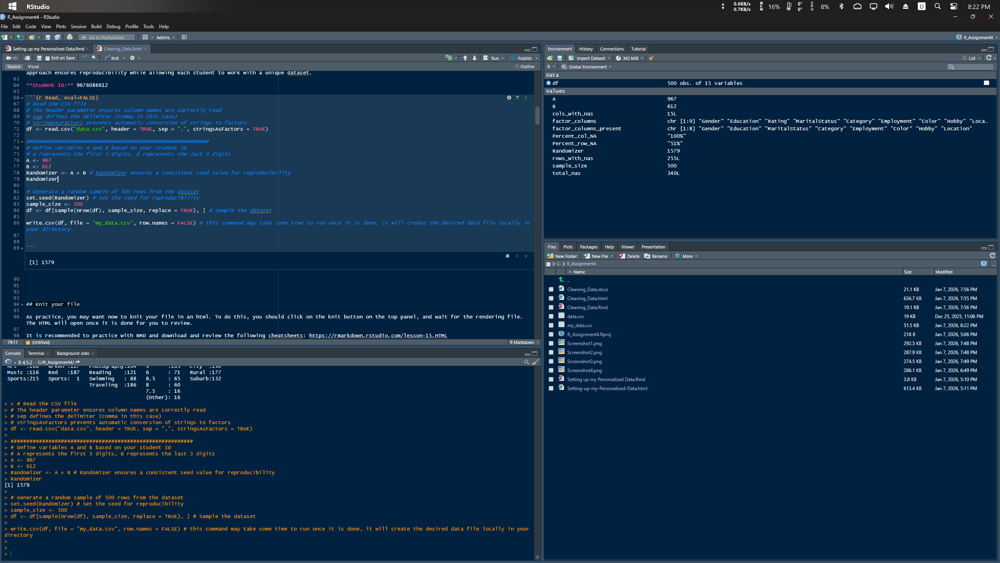 RStudio
0.6KB/s
0.7KB/s
MEM 16%
0°
0°
CPU 8%
U
8:22 PM
R_Assignment4 - RStudio
File Edit Code View Plots Session Build Debug Profile Tools Help
Go to file/function
Addins
R_Assignment4
Setting up my Personalized Data.Rmd
Cleaning_Data.Rmd*
Knit on Save
ABC
Knit
Run
Publish
Source Visual
Outline
approach ensures reproducibility while allowing each student to work with a unique dataset.
63
64 **Student ID:** 9676086612
65
66 ```{r Read, eval=FALSE}
67 # Read the CSV file
68 # The header parameter ensures column names are correctly read
69 # sep defines the delimiter (comma in this case)
70 # stringsAsFactors prevents automatic conversion of strings to factors
71 df <- read.csv("data.csv", header = TRUE, sep = ",", stringsAsFactors = TRUE)
72
73 ##########################################################
74 # Define variables A and B based on your student ID
75 # A represents the first 3 digits, B represents the last 3 digits
76 A <- 967
77 B <- 612
78 Randomizer <- A + B # Randomizer ensures a consistent seed value for reproducibility
79 Randomizer
80
81 # Generate a random sample of 500 rows from the dataset
82 set.seed(Randomizer) # Set the seed for reproducibility
83 sample_size <- 500
84 df <- df[sample(nrow(df), sample_size, replace = TRUE), ] # Sample the dataset
85
86 write.csv(df, file = "my_data.csv", row.names = FALSE) # this command may take some time to run once it is done, it will create the desired data file locally in
your directory
87
88
89 ```
[1] 1579
90
91
92
93
94 ## Knit your file
95
96 As practice, you may want now to knit your file in an html. To do this, you should click on the knit button on the top panel, and wait for the rendering file.
The HTML will open once it is done for you to review.
97
98 It is recommended to practice with RMD and download and review the following cheatsheets: https://rmarkdown.rstudio.com/lesson-15.HTML
79:11 # (Untitled)
R Markdown
Console Terminal Background Jobs
R 4.5.2 · C:/R_Assignment4/
Art :168 Green :117 Photography:104 9 :103 City :190
Music :116 Red :187 Reading :121 6 : 71 Rural :177
Sports:215 Sports: 1 Swimming : 88 8.5 : 65 Suburb:132
Traveling :186 8 : 60
7.5 : 16
(Other): 16
> > # Read the CSV file
> # The header parameter ensures column names are correctly read
> # sep defines the delimiter (comma in this case)
> # stringsAsFactors prevents automatic conversion of strings to factors
> df <- read.csv("data.csv", header = TRUE, sep = ",", stringsAsFactors = TRUE)
>
> ##########################################################
> # Define variables A and B based on your student ID
> # A represents the first 3 digits, B represents the last 3 digits
> A <- 967
> B <- 612
> Randomizer <- A + B # Randomizer ensures a consistent seed value for reproducibility
> Randomizer
[1] 1579
>
> # Generate a random sample of 500 rows from the dataset
> set.seed(Randomizer) # Set the seed for reproducibility
> sample_size <- 500
> df <- df[sample(nrow(df), sample_size, replace = TRUE), ] # Sample the dataset
>
> write.csv(df, file = "my_data.csv", row.names = FALSE) # this command may take some time to run once it is done, it will create the desired data file locally in your
directory
>
>
>
Environment History Connections Tutorial
Import Dataset
342 MiB
List
R
Global Environment
Data
df 500 obs. of 15 variables
Values
A 967
B 612
cols_with_nas 15L
factor_columns chr [1:9] "Gender" "Education" "Rating" "MaritalStatus" "Category" "Employment" "Color" "Hobby" "Loca…
factor_columns_present chr [1:8] "Gender" "Education" "MaritalStatus" "Category" "Employment" "Color" "Hobby" "Location"
Percent_col_NA "100%"
Percent_row_NA "51%"
Randomizer 1579
rows_with_nas 255L
sample_size 500
total_nas 340L
Files Plots Packages Help Viewer Presentation
New Folder New File Delete Rename More
C: > R_Assignment4
...
Name Size Modified
..
Cleaning_Data.docx 21.1 KB Jan 7, 2026, 7:56 PM
Cleaning_Data.html 636.7 KB Jan 7, 2026, 7:55 PM
Cleaning_Data.Rmd 19.1 KB Jan 7, 2026, 7:56 PM
data.csv 19 KB Dec 25, 2025, 11:06 PM
my_data.csv 51.5 KB Jan 7, 2026, 8:22 PM
R_Assignment4.Rproj 218 B Jan 7, 2026, 5:06 PM
Screenshot1.png 292.5 KB Jan 7, 2026, 7:48 PM
Screenshot2.png 287.9 KB Jan 7, 2026, 7:48 PM
Screenshot3.png 274.5 KB Jan 7, 2026, 7:49 PM
Screenshot4.png 286.1 KB Jan 7, 2026, 6:49 PM
Setting up my Personalized Data.Rmd 3.8 KB Jan 7, 2026, 5:10 PM
Setting-up-my-Personalized-Data.html 613.4 KB Jan 7, 2026, 5:11 PM